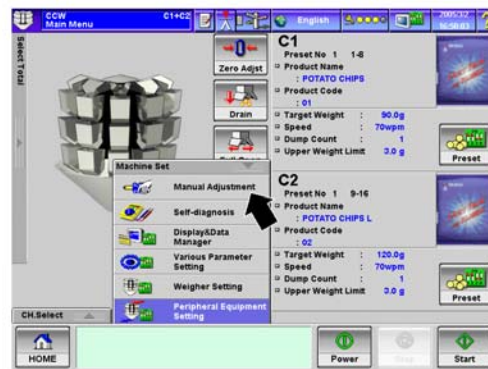 CCW
Main Menu
C1+C2
English
2005/3/2
16:50:03
Select Total
Zero Adjst
Drain
C1
Preset No 1 1-8
Product Name
: POTATO CHIPS
Product Code
: 01
Target Weight : 90.0g
Speed : 70wpm
Dump Count : 1
Upper Weight Limit 3.0 g
Preset
Machine Set
Manual Adjustment
Self-diagnosis
Display&Data
Manager
Various Parameter
Setting
Weigher Setting
Peripheral Equipment
Setting
C2
Preset No 1 9-16
Product Name
: POTATO CHIPS L
Product Code
: 02
Target Weight : 120.0g
Speed : 70wpm
Dump Count : 1
Upper Weight Limit 3.0 g
Preset
CH.Select
HOME
Power
Start